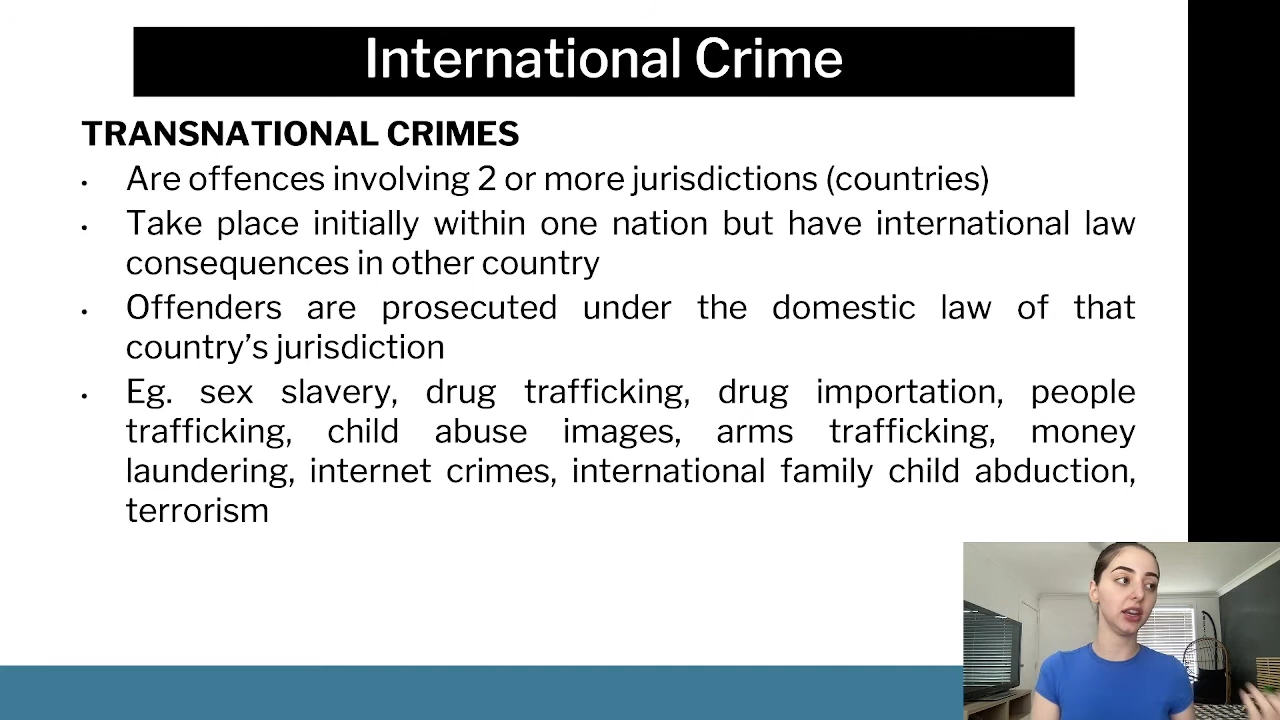 International Crime
TRANSNATIONAL CRIMES
• Are offences involving 2 or more jurisdictions (countries)
• Take place initially within one nation but have international law
consequences in other country
• Offenders are prosecuted under the domestic law of that
country’s jurisdiction
• Eg. sex slavery, drug trafficking, drug importation, people
trafficking, child abuse images, arms trafficking, money
laundering, internet crimes, international family child abduction,
terrorism